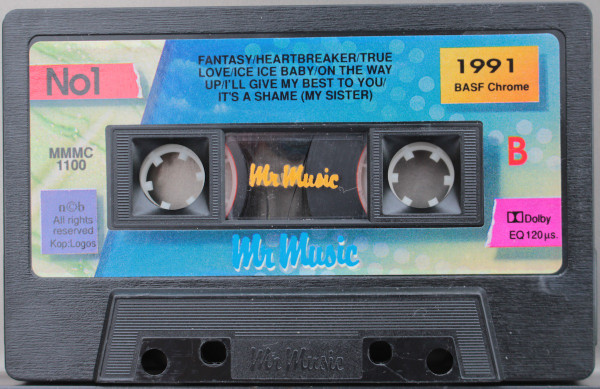 No1
FANTASY/HEARTBREAKER/TRUE
LOVE/ICE ICE BABY/ON THE WAY
UP/I'LL GIVE MY BEST TO YOU/
IT'S A SHAME (MY SISTER)
1991
BASF Chrome
MMMC
1100
Mr Music
B
n©b
All rights
reserved
Kop:Logos
Dolby
EQ 120 µs.
Mr Music
Mr Music